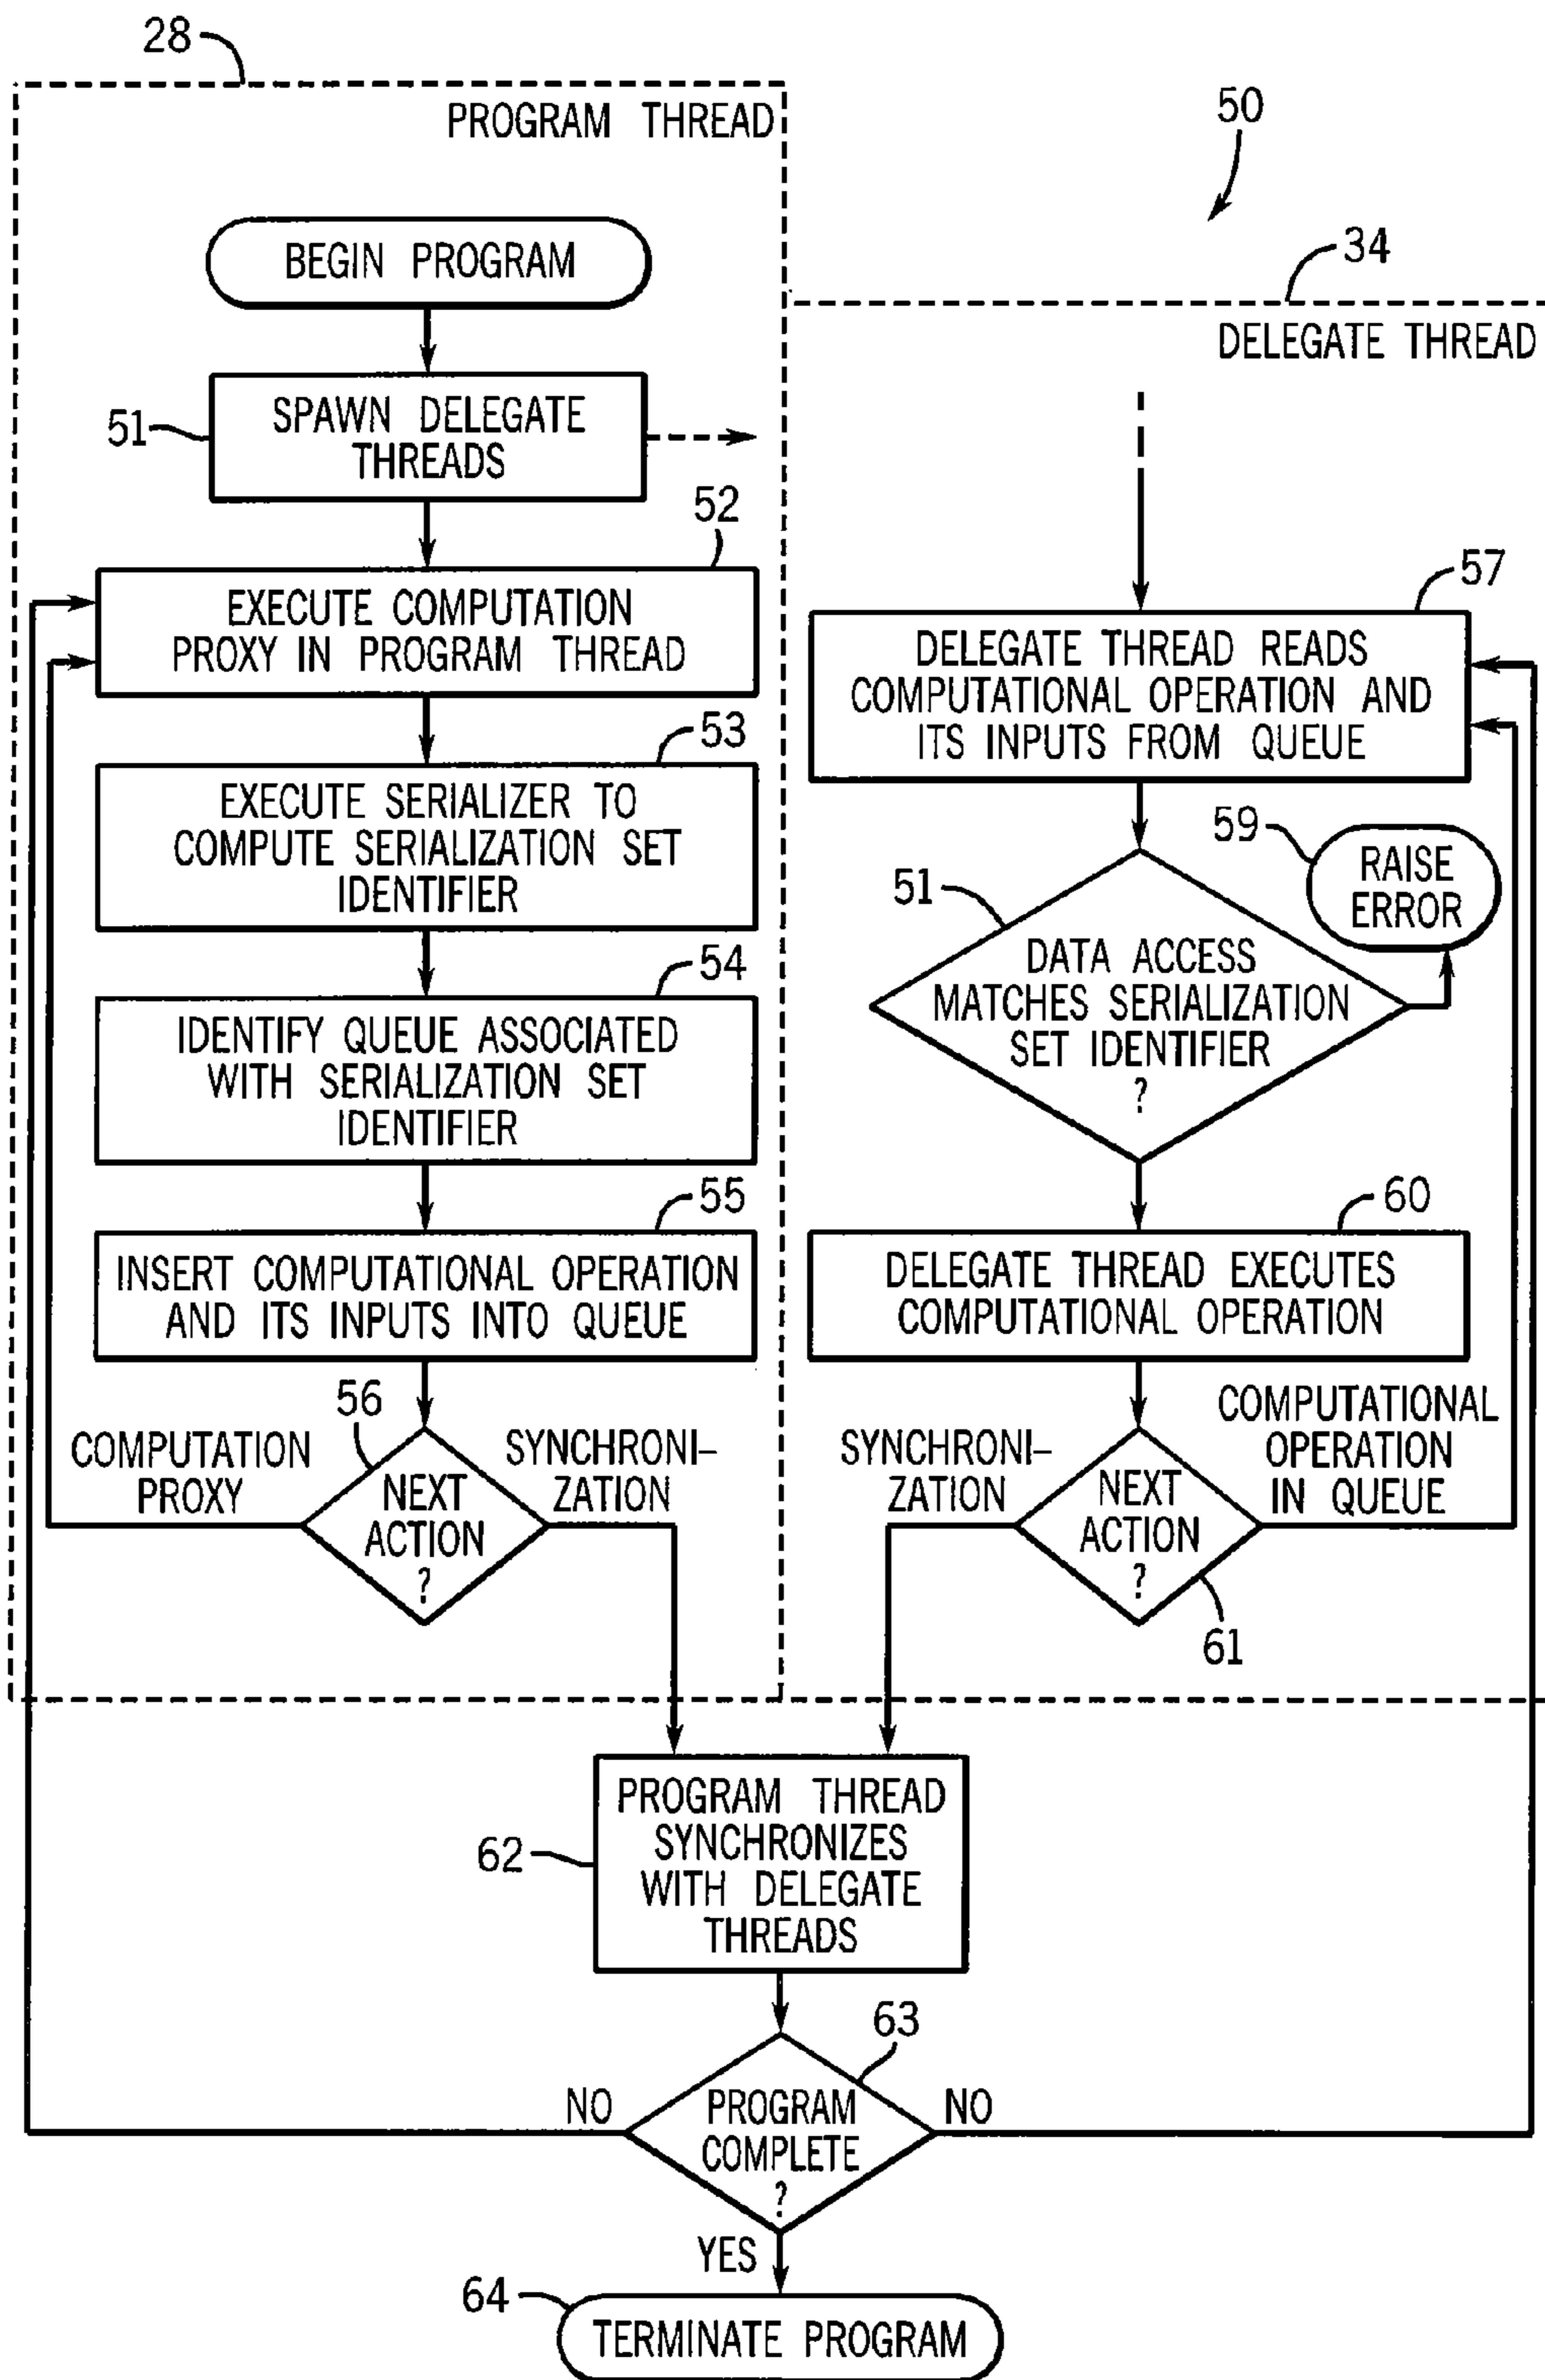 28
PROGRAM THREAD
50
BEGIN PROGRAM
34
DELEGATE THREAD
51
SPAWN DELEGATE
THREADS
52
EXECUTE COMPUTATION
PROXY IN PROGRAM THREAD
53
EXECUTE SERIALIZER TO
COMPUTE SERIALIZATION SET
IDENTIFIER
54
IDENTIFY QUEUE ASSOCIATED
WITH SERIALIZATION SET
IDENTIFIER
55
INSERT COMPUTATIONAL OPERATION
AND ITS INPUTS INTO QUEUE
56
COMPUTATION
PROXY
NEXT
ACTION
?
SYNCHRONI–
ZATION
57
DELEGATE THREAD READS
COMPUTATIONAL OPERATION AND
ITS INPUTS FROM QUEUE
59
RAISE
ERROR
51
DATA ACCESS
MATCHES SERIALIZATION
SET IDENTIFIER
?
60
DELEGATE THREAD EXECUTES
COMPUTATIONAL OPERATION
SYNCHRONI–
ZATION
NEXT
ACTION
?
COMPUTATIONAL
OPERATION
IN QUEUE
61
62
PROGRAM THREAD
SYNCHRONIZES
WITH DELEGATE
THREADS
63
NO
PROGRAM
COMPLETE
?
NO
YES
64
TERMINATE PROGRAM